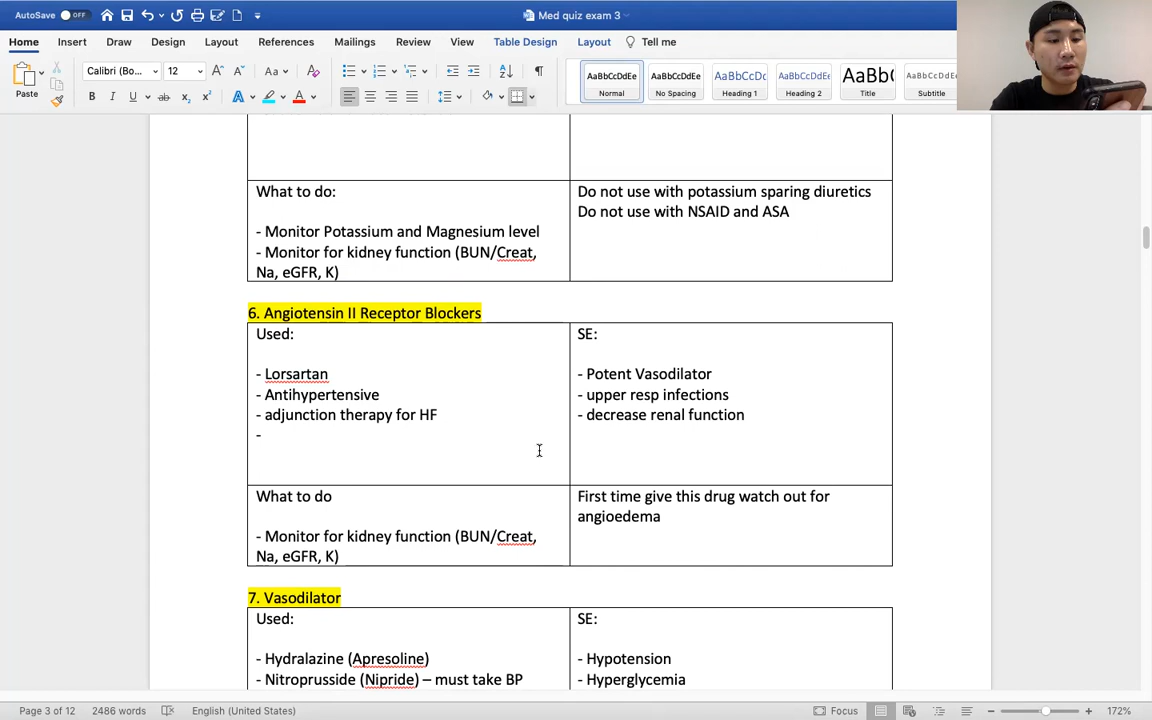 AutoSave OFF
Med quiz exam 3
Home Insert Draw Design Layout References Mailings Review View Table Design Layout Tell me
Paste
Calibri (Bo... 12
AaBbCcDdEe AaBbCcDdEe AaBbCcDc AaBbCcDdEe AaBb( AaBbCcDdEe
Normal No Spacing Heading 1 Heading 2 Title Subtitle
What to do:
- Monitor Potassium and Magnesium level
- Monitor for kidney function (BUN/Creat,
Na, eGFR, K)
Do not use with potassium sparing diuretics
Do not use with NSAID and ASA
6. Angiotensin II Receptor Blockers
Used:
- Lorsartan
- Antihypertensive
- adjunction therapy for HF
-
SE:
- Potent Vasodilator
- upper resp infections
- decrease renal function
What to do
- Monitor for kidney function (BUN/Creat,
Na, eGFR, K)
First time give this drug watch out for
angioedema
7. Vasodilator
Used:
- Hydralazine (Apresoline)
- Nitroprusside (Nipride) – must take BP
SE:
- Hypotension
- Hyperglycemia
Page 3 of 12 2486 words English (United States) Focus 172%